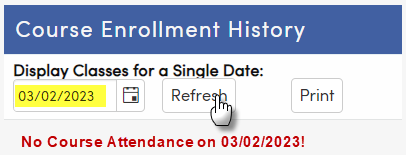 Course Enrollment History
Display Classes for a Single Date:
03/02/2023 Refresh Print
No Course Attendance on 03/02/2023!